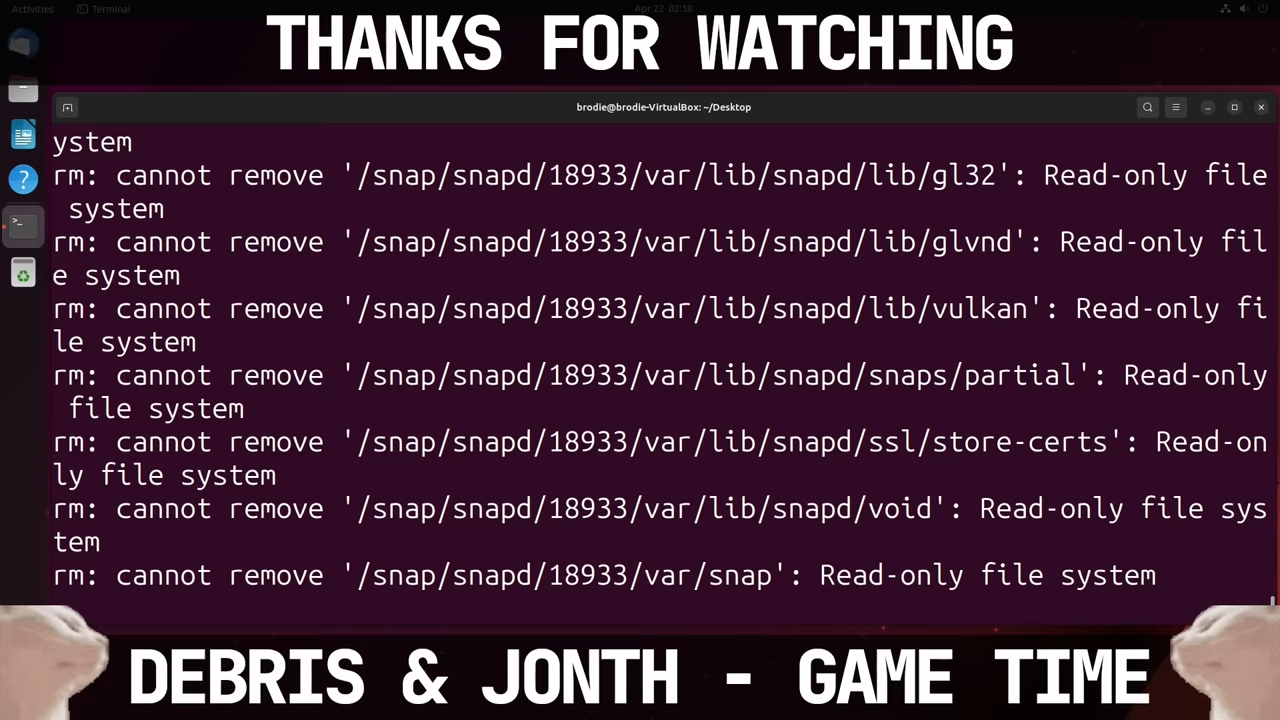 Activities Terminal Apr 22 02:58
THANKS FOR WATCHING
brodie@brodie-VirtualBox: ~/Desktop
ystem
rm: cannot remove '/snap/snapd/18933/var/lib/snapd/lib/gl32': Read-only file
 system
rm: cannot remove '/snap/snapd/18933/var/lib/snapd/lib/glvnd': Read-only fil
e system
rm: cannot remove '/snap/snapd/18933/var/lib/snapd/lib/vulkan': Read-only fi
le system
rm: cannot remove '/snap/snapd/18933/var/lib/snapd/snaps/partial': Read-only
 file system
rm: cannot remove '/snap/snapd/18933/var/lib/snapd/ssl/store-certs': Read-on
ly file system
rm: cannot remove '/snap/snapd/18933/var/lib/snapd/void': Read-only file sys
tem
rm: cannot remove '/snap/snapd/18933/var/snap': Read-only file system
DEBRIS & JONTH - GAME TIME